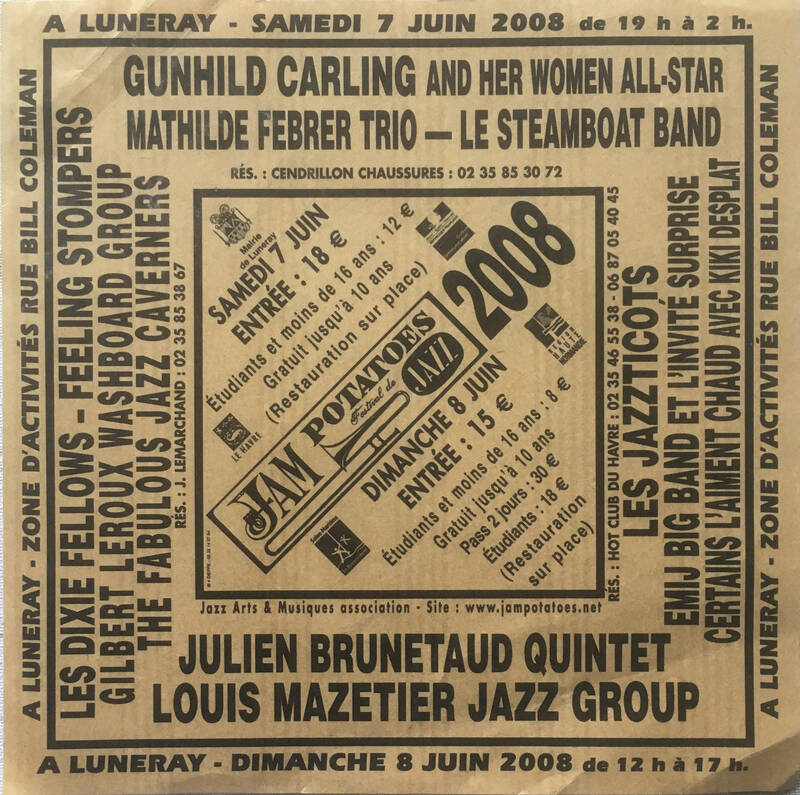 A LUNERAY - SAMEDI 7 JUIN 2008 de 19 h à 2 h.
GUNHILD CARLING AND HER WOMEN ALL-STAR
MATHILDE FEBRER TRIO — LE STEAMBOAT BAND
RÉS. : CENDRILLON CHAUSSURES : 02 35 85 30 72
A LUNERAY - ZONE D'ACTIVITÉS RUE BILL COLEMAN
LES DIXIE FELLOWS – FEELING STOMPERS
GILBERT LEROUX WASHBOARD GROUP
THE FABULOUS JAZZ CAVERNERS
RÉS. : J. LEMARCHAND : 02 35 85 38 67
Mairie
de Luneray
SAMEDI 7 JUIN
ENTRÉE : 18 €
Étudiants et moins de 16 ans : 12 €
Gratuit jusqu'à 10 ans
(Restauration sur place)
LE HAVRE
JAM POTATOES
Festival de
JAZZ
2008
RÉGION
HAUTE
NORMANDIE
DIMANCHE 8 JUIN
ENTRÉE : 15 €
Étudiants et moins de 16 ans : 8 €
Gratuit jusqu'à 10 ans
Pass 2 jours : 30 €
Étudiants : 18 €
(Restauration
sur place)
Seine-Maritime
RÉS. : HOT CLUB DU HAVRE : 02 35 46 55 38 - 06 87 05 40 45
LES JAZZTICOTS
EMIJ BIG BAND ET L'INVITÉ SURPRISE
CERTAINS L'AIMENT CHAUD AVEC KIKI DESPLAT
A LUNERAY - ZONE D'ACTIVITÉS RUE BILL COLEMAN
Jazz Arts & Musiques association - Site : www.jampotatoes.net
JULIEN BRUNETAUD QUINTET
LOUIS MAZETIER JAZZ GROUP
A LUNERAY - DIMANCHE 8 JUIN 2008 de 12 h à 17 h.